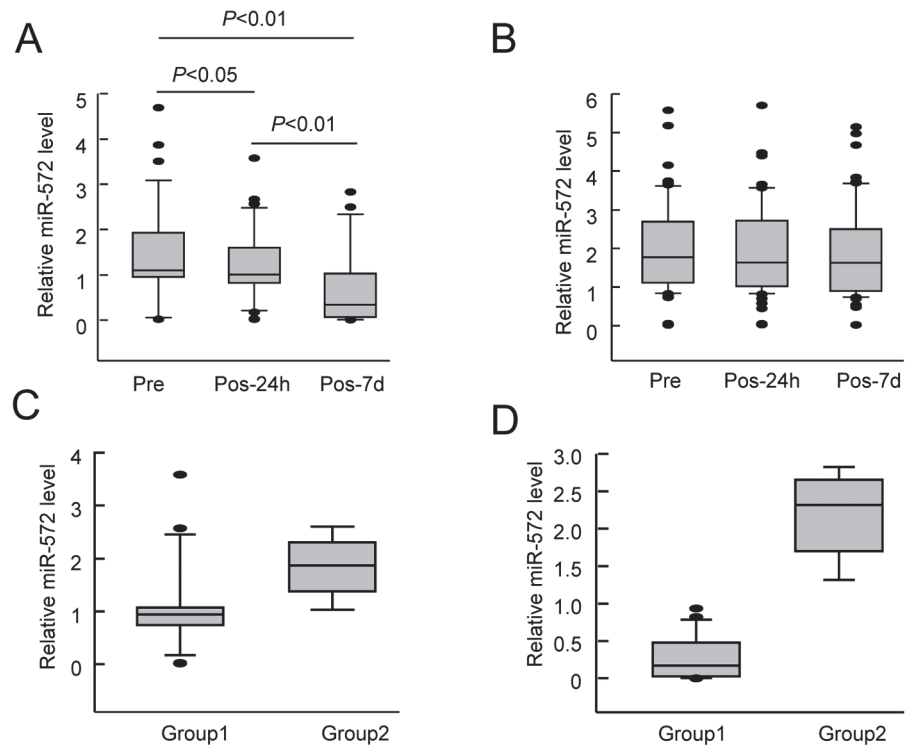 A
P<0.01
P<0.05
P<0.01
Relative miR-572 level
5
4
3
2
1
0
Pre Pos-24h Pos-7d
B
Relative miR-572 level
6
5
4
3
2
1
0
Pre Pos-24h Pos-7d
C
Relative miR-572 level
4
3
2
1
0
Group1 Group2
D
Relative miR-572 level
3.0
2.5
2.0
1.5
1.0
0.5
0
Group1 Group2